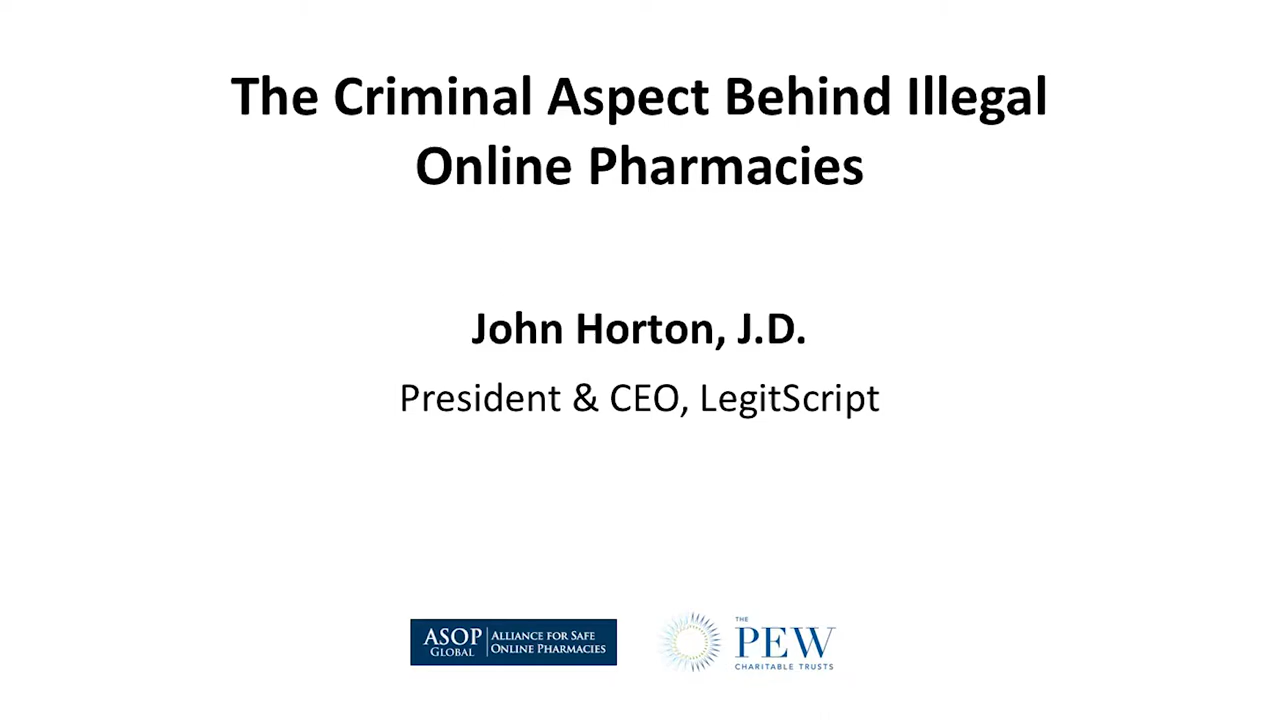 The Criminal Aspect Behind Illegal
Online Pharmacies
John Horton, J.D.
President & CEO, LegitScript
ASOP
GLOBAL
ALLIANCE FOR SAFE
ONLINE PHARMACIES
THE
PEW
CHARITABLE TRUSTS